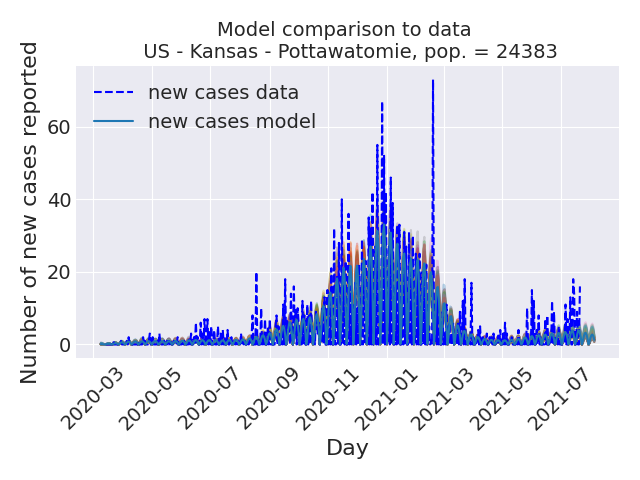 Model comparison to data
US - Kansas - Pottawatomie, pop. = 24383
Number of new cases reported
60
40
20
0
new cases data
new cases model
2020-03
2020-05
2020-07
2020-09
2020-11
2021-01
2021-03
2021-05
2021-07
Day